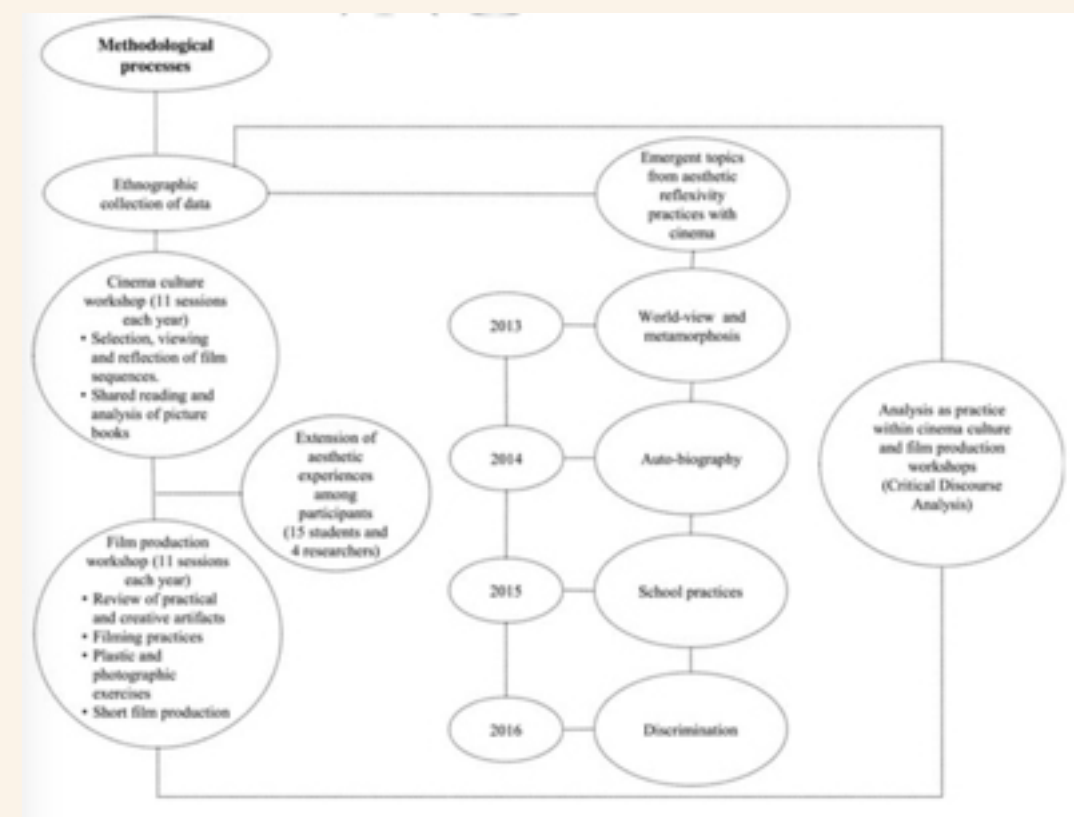 Methodological
processes
Ethnographic
collection of data
Cinema culture
workshop (11 sessions
each year)
• Selection, viewing
and reflection of film
sequences.
• Shared reading and
analysis of picture
books
Extension of
aesthetic
experiences
among
participants
(15 students and
4 researchers)
Film production
workshop (11 sessions
each year)
• Review of practical
and creative artifacts
• Filming practices
• Plastic and
photographic
exercises
• Short film production
Emergent topics
from aesthetic
reflexivity
practices with
cinema
2013
World-view and
metamorphosis
2014
Auto-biography
2015
School practices
2016
Discrimination
Analysis as practice
within cinema culture
and film production
workshops
(Critical Discourse
Analysis)